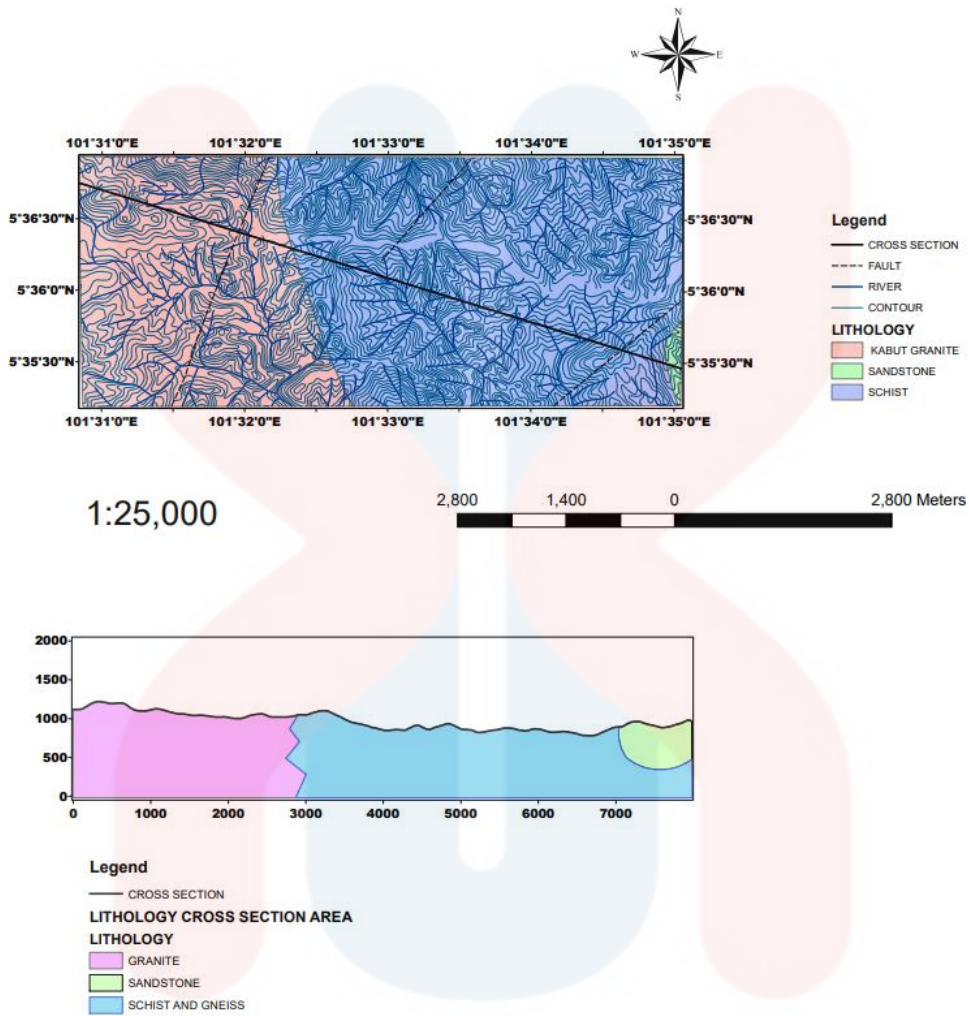 N
W E
S
101°31'0"E 101°32'0"E 101°33'0"E 101°34'0"E 101°35'0"E
5°36'30"N 5°36'30"N
5°36'0"N 5°36'0"N
5°35'30"N 5°35'30"N
101°31'0"E 101°32'0"E 101°33'0"E 101°34'0"E 101°35'0"E
Legend
CROSS SECTION
FAULT
RIVER
CONTOUR
LITHOLOGY
KABUT GRANITE
SANDSTONE
SCHIST
1:25,000
2,800 1,400 0 2,800 Meters
2000
1500
1000
500
0
0 1000 2000 3000 4000 5000 6000 7000
Legend
CROSS SECTION
LITHOLOGY CROSS SECTION AREA
LITHOLOGY
GRANITE
SANDSTONE
SCHIST AND GNEISS